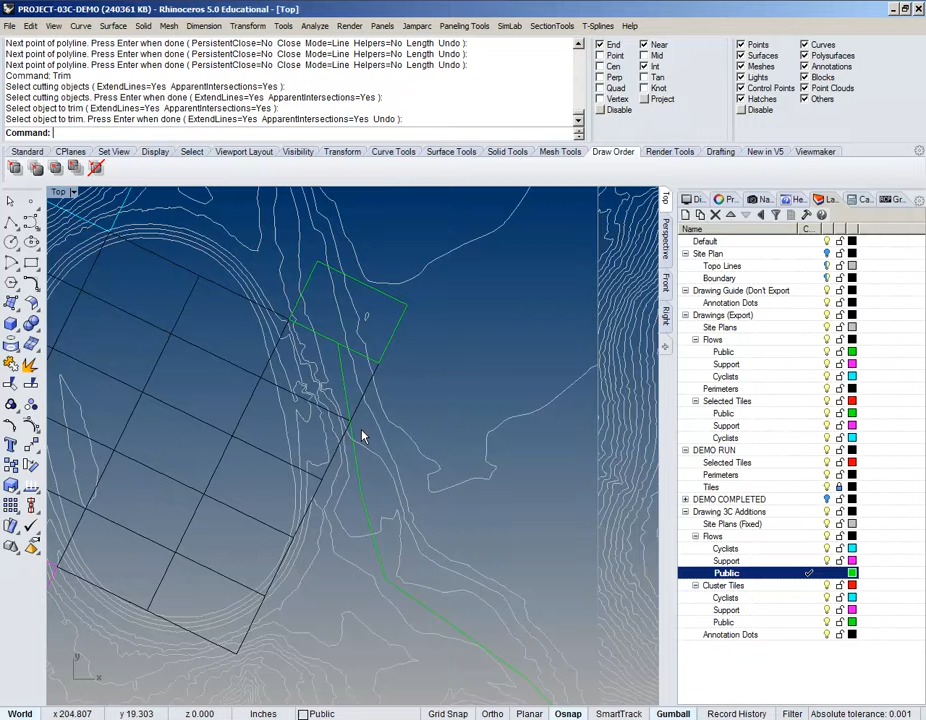 PROJECT-03C-DEMO (240361 KB) - Rhinoceros 5.0 Educational - [Top]
File Edit View Curve Surface Solid Mesh Dimension Transform Tools Analyze Render Panels Jamparc Paneling Tools SimLab SectionTools T-Splines Help
Next point of polyline. Press Enter when done ( PersistentClose=No Close Mode=Line Helpers=No Length Undo ):
Next point of polyline. Press Enter when done ( PersistentClose=No Close Mode=Line Helpers=No Length Undo ):
Next point of polyline. Press Enter when done ( PersistentClose=No Close Mode=Line Helpers=No Length Undo ):
Command: Trim
Select cutting objects ( ExtendLines=Yes ApparentIntersections=Yes ):
Select cutting objects. Press Enter when done ( ExtendLines=Yes ApparentIntersections=Yes ):
Select object to trim ( ExtendLines=Yes ApparentIntersections=Yes ):
Select object to trim. Press Enter when done ( ExtendLines=Yes ApparentIntersections=Yes Undo ):
Command:
End Near
Point Mid
Cen Int
Perp Tan
Quad Knot
Vertex Project
Disable
Points Curves
Surfaces Polysurfaces
Meshes Annotations
Lights Blocks
Control Points Point Clouds
Hatches Others
Disable
Standard CPlanes Set View Display Select Viewport Layout Visibility Transform Curve Tools Surface Tools Solid Tools Mesh Tools Draw Order Render Tools Drafting New in V5 Viewmaker
Top
Top
Perspective
Front
Right
y
x
Di... Pr... Na... He... La... Ca... Gr...
Name C...
Default
Site Plan
Topo Lines
Boundary
Drawing Guide (Don't Export
Annotation Dots
Drawings (Export)
Site Plans
Flows
Public
Support
Cyclists
Perimeters
Selected Tiles
Public
Support
Cyclists
DEMO RUN
Selected Tiles
Perimeters
Tiles
DEMO COMPLETED
Drawing 3C Additions
Site Plans (Fixed)
Flows
Cyclists
Support
Public
Cluster Tiles
Cyclists
Support
Public
Annotation Dots
World x 204.807 y 19.303 z 0.000 Inches Public Grid Snap Ortho Planar Osnap SmartTrack Gumball Record History Filter Absolute tolerance: 0.001